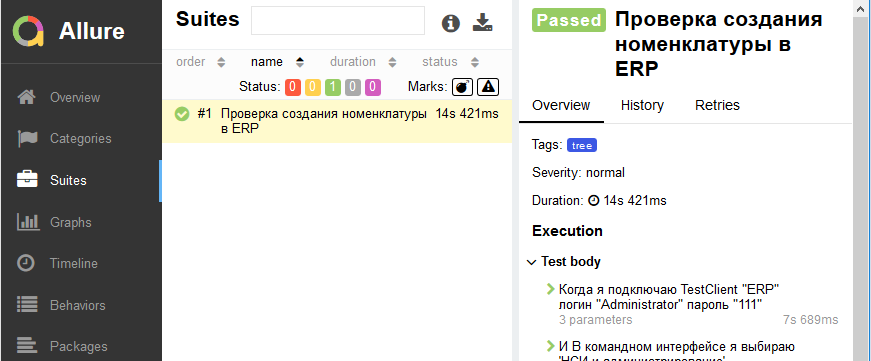 Allure
Overview
Categories
Suites
Graphs
Timeline
Behaviors
Packages
Suites
order name duration status
Status: 0 0 1 0 0 Marks:
#1 Проверка создания номенклатуры 14s 421ms
в ERP
Passed Проверка создания
номенклатуры в
ERP
Overview History Retries
Tags: tree
Severity: normal
Duration: 14s 421ms
Execution
Test body
Когда я подключаю TestClient "ERP"
логин "Administrator" пароль "111"
3 parameters 7s 689ms
И В командном интерфейсе я выбираю
'НСИ и администрирование'